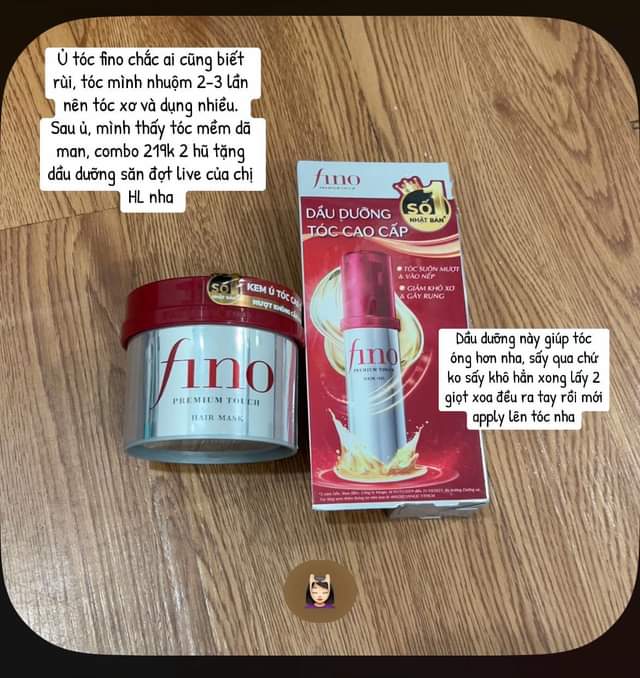 Ủ tóc fino chắc ai cũng biết
rùi, tóc mình nhuộm 2-3 lần
nên tóc xơ và dụng nhiều.
Sau ủ, mình thấy tóc mềm dã
man, combo 219k 2 hũ tặng
dầu dưỡng săn đợt live của chị
HL nha
fino
PREMIUM TOUCH
SỐ 1
NHẬT BẢN
DẦU DƯỠNG
TÓC CAO CẤP
TÓC SUÔN MƯỢT
& VÀO NẾP
GIẢM KHÔ XƠ
& GÃY RỤNG
fino
PREMIUM TOUCH
HAIR OIL
SỐ
NHẬT BẢN
KEM Ủ TÓC CAO
MƯỢT KHÔNG
fino
PREMIUM TOUCH
HAIR MASK
Dầu dưỡng này giúp tóc
óng hơn nha, sấy qua chứ
ko sấy khô hẳn xong lấy 2
giọt xoa đều ra tay rồi mới
apply lên tóc nha